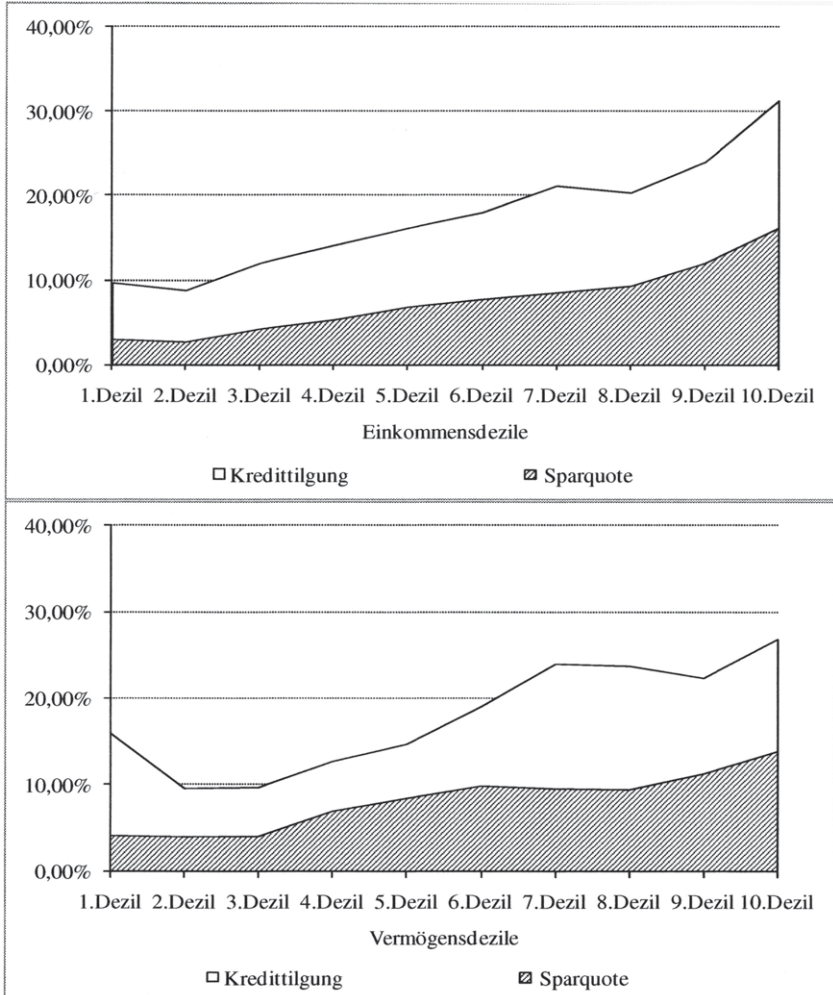 40,00%
30,00%
20,00%
10,00%
0,00%
1.Dezil 2.Dezil 3.Dezil 4.Dezil 5.Dezil 6.Dezil 7.Dezil 8.Dezil 9.Dezil 10.Dezil
Einkommensdezile
Kredittilgung Sparquote
40,00%
30,00%
20,00%
10,00%
0,00%
1.Dezil 2.Dezil 3.Dezil 4.Dezil 5.Dezil 6.Dezil 7.Dezil 8.Dezil 9.Dezil 10.Dezil
Vermögensdezile
Kredittilgung Sparquote